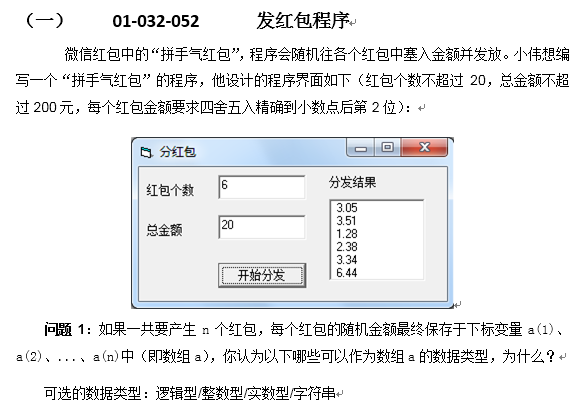 （一） 01-032-052 发红包程序
微信红包中的“拼手气红包”，程序会随机往各个红包中塞入金额并发放。小伟想编
写一个“拼手气红包”的程序，他设计的程序界面如下（红包个数不超过 20，总金额不超
过 200 元，每个红包金额要求四舍五入精确到小数点后第 2 位）：
分红包
红包个数 6
总金额 20
开始分发
分发结果
3.05
3.51
1.28
2.38
3.34
6.44
问题 1：如果一共要产生 n 个红包，每个红包的随机金额最终保存于下标变量 a(1)、
a(2)、...、a(n)中（即数组 a），你认为以下哪些可以作为数组 a 的数据类型，为什么？
可选的数据类型：逻辑型/整数型/实数型/字符串